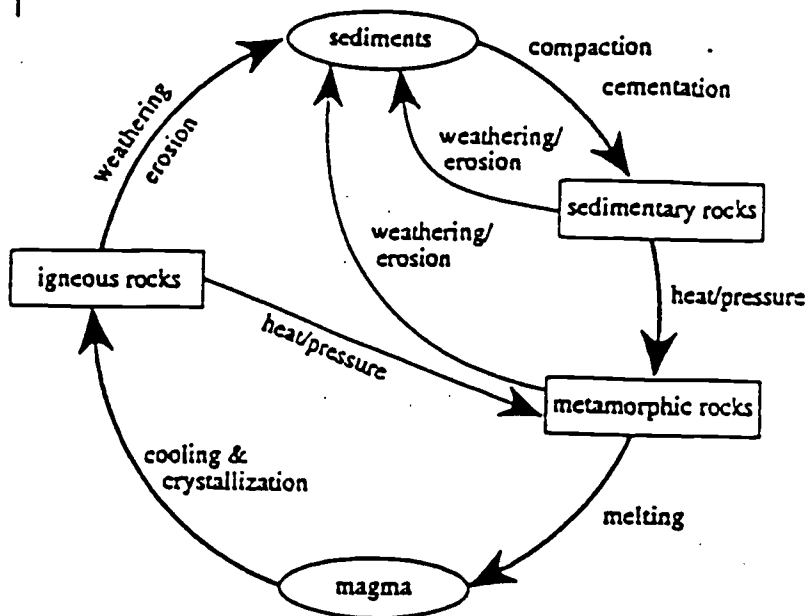 sediments
compaction
cementation
weathering
erosion
weathering/
erosion
sedimentary rocks
weathering/
erosion
igneous rocks
heat/pressure
heat/pressure
metamorphic rocks
cooling &
crystallization
melting
magma